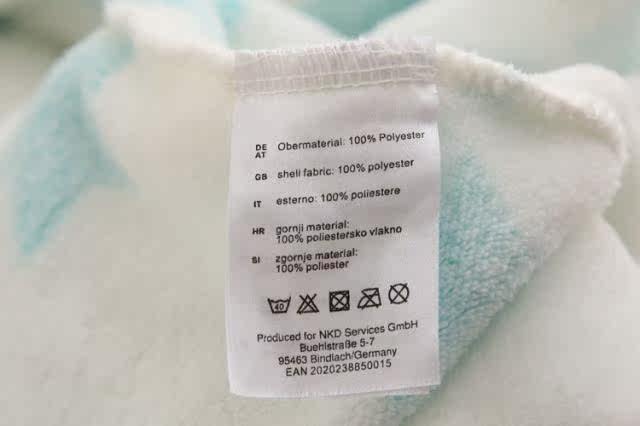 DE AT Obermaterial: 100% Polyester
GB shell fabric: 100% polyester
IT esterno: 100% poliestere
HR gornji material:
100% poliestersko vlakno
SI zgornje material:
100% poliester
40
Produced for NKD Services GmbH
Buehlstraße 5-7
95463 Bindlach/Germany
EAN 2020238850015